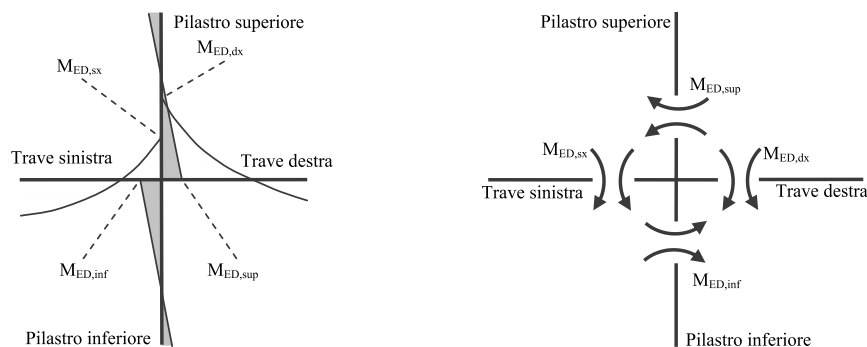 Pilastro superiore
M_ED,dx
M_ED,sx
Trave sinistra
Trave destra
M_ED,inf
M_ED,sup
Pilastro inferiore
Pilastro superiore
M_ED,sup
M_ED,sx
M_ED,dx
Trave sinistra
Trave destra
M_ED,inf
Pilastro inferiore